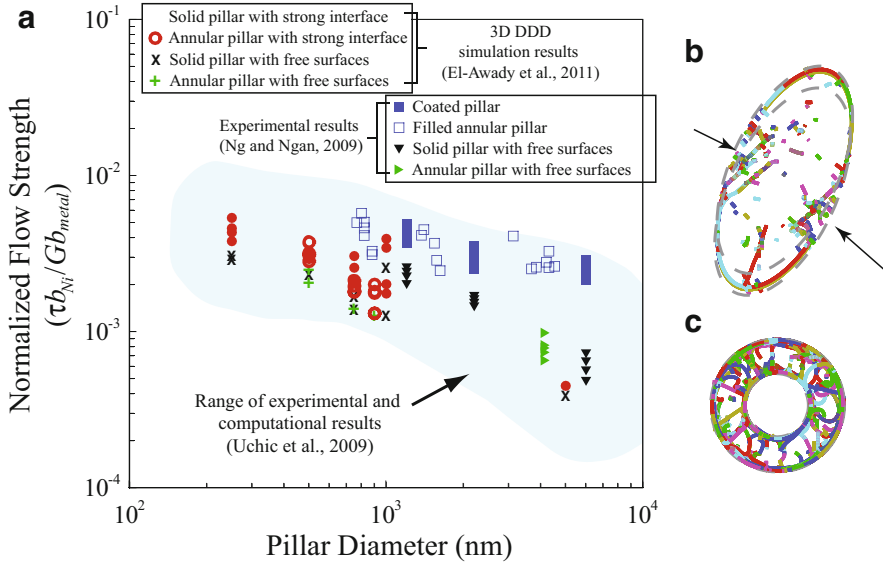 a
Solid pillar with strong interface
Annular pillar with strong interface
Solid pillar with free surfaces
Annular pillar with free surfaces
3D DDD
simulation results
(El-Awady et al., 2011)
Experimental results
(Ng and Ngan, 2009)
Coated pillar
Filled annular pillar
Solid pillar with free surfaces
Annular pillar with free surfaces
Range of experimental and
computational results
(Uchic et al., 2009)
Normalized Flow Strength
(τb_Ni/Gb_metal)
10^-1
10^-2
10^-3
10^-4
10^2
10^3
10^4
Pillar Diameter (nm)
b
c